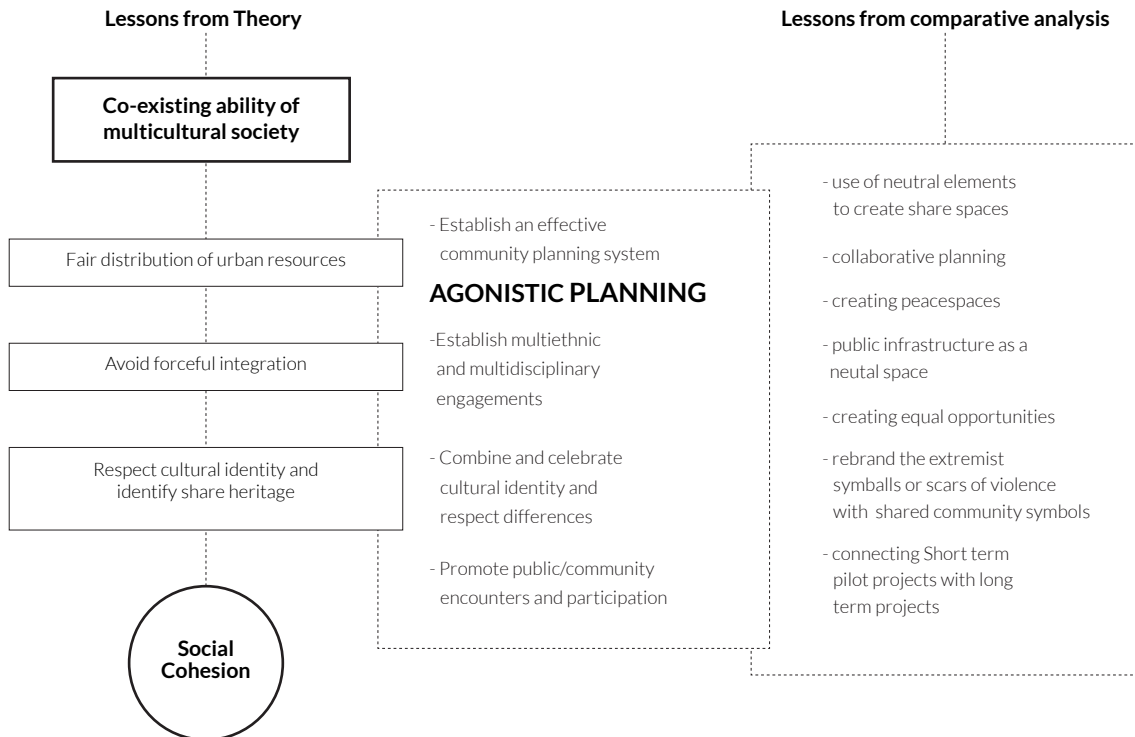 Lessons from Theory
Co-existing ability of
multicultural society
Fair distribution of urban resources
Avoid forceful integration
Respect cultural identity and
identify share heritage
Social
Cohesion
- Establish an effective
community planning system
AGONISTIC PLANNING
-Establish multiethnic
and multidisciplinary
engagements
- Combine and celebrate
cultural identity and
respect differences
- Promote public/community
encounters and participation
Lessons from comparative analysis
- use of neutral elements
to create share spaces
- collaborative planning
- creating peacespaces
- public infrastructure as a
neutal space
- creating equal opportunities
- rebrand the extremist
symballs or scars of violence
with shared community symbols
- connecting Short term
pilot projects with long
term projects